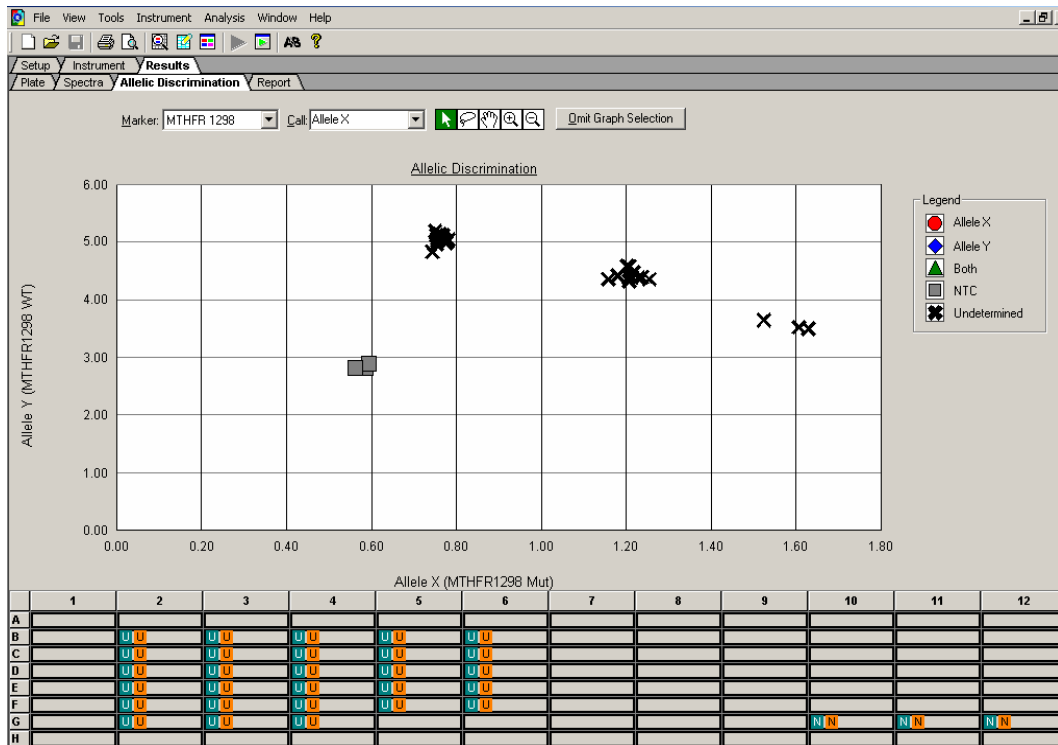 File View Tools Instrument Analysis Window Help
Setup Instrument Results
Plate Spectra Allelic Discrimination Report
Marker: MTHFR 1298 Call: Allele X Omit Graph Selection
Allelic Discrimination
6.00
5.00
4.00
3.00
2.00
1.00
0.00
Allele Y (MTHFR1298 WT)
0.00 0.20 0.40 0.60 0.80 1.00 1.20 1.40 1.60 1.80
Allele X (MTHFR1298 Mut)
Legend
Allele X
Allele Y
Both
NTC
Undetermined
1 2 3 4 5 6 7 8 9 10 11 12
A
B U U U U U U U U U U
C U U U U U U U U U U
D U U U U U U U U U U
E U U U U U U U U U U
F U U U U U U U U U U
G U U U U U U N N N N N N
H